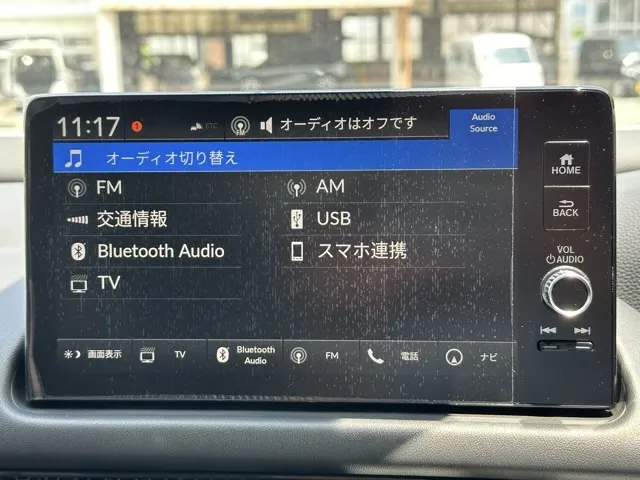 11:17 1 ETC オーディオはオフです Audio Source
オーディオ切り替え
FM AM
交通情報 USB
Bluetooth Audio スマホ連携
TV
画面表示 TV Bluetooth Audio FM 電話 ナビ
HOME
BACK
VOL
AUDIO